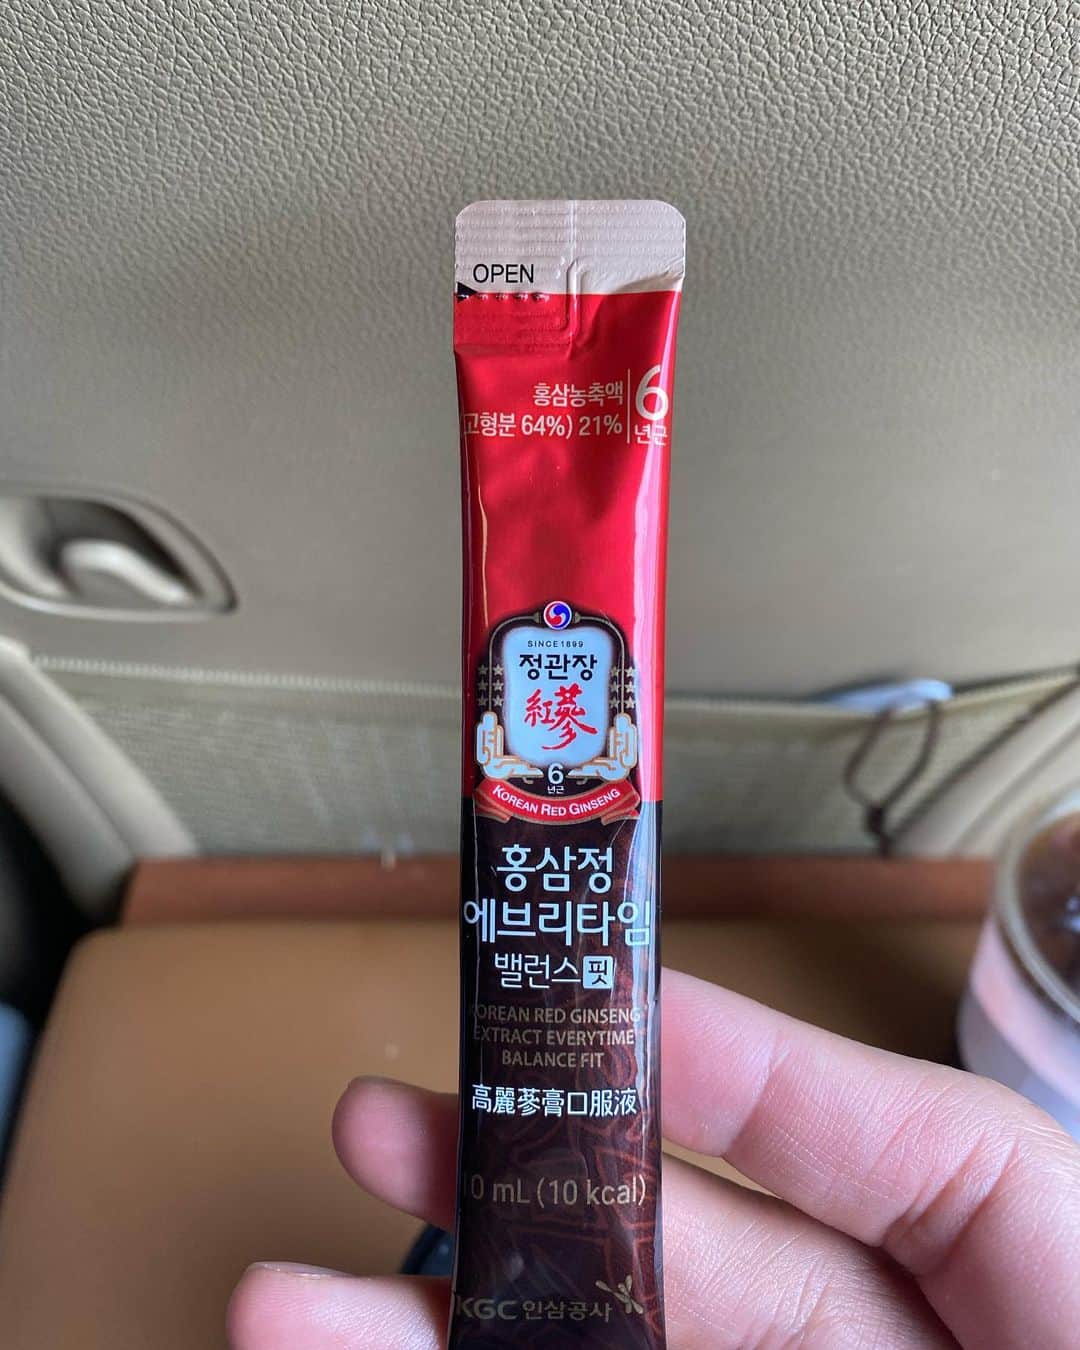 OPEN
홍삼농축액
고형분 64%) 21%
6
년근
SINCE 1899
정관장
紅蔘
6
년근
KOREAN RED GINSENG
홍삼정
에브리타임
밸런스핏
KOREAN RED GINSENG
EXTRACT EVERYTIME
BALANCE FIT
高麗蔘膏口服液
10 mL (10 kcal)
KGC 인삼공사